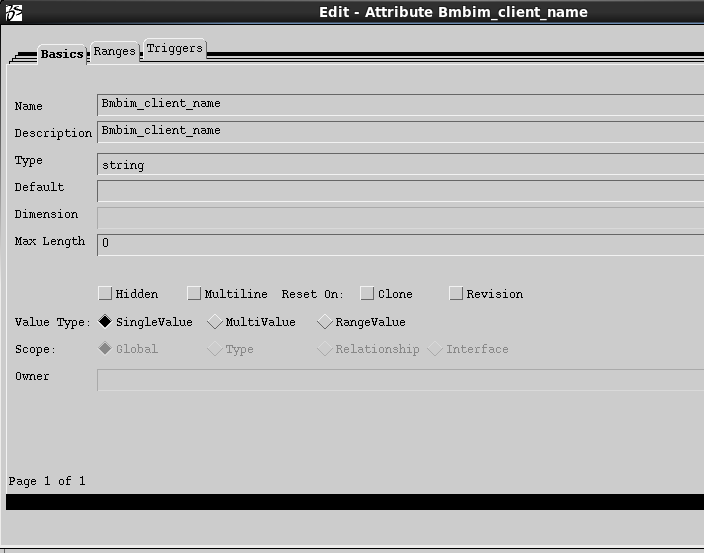 Edit - Attribute Bmbim_client_name
Basics Ranges Triggers
Name Bmbim_client_name
Description Bmbim_client_name
Type string
Default
Dimension
Max Length 0
Hidden Multiline Reset On: Clone Revision
Value Type: SingleValue MultiValue RangeValue
Scope: Global Type Relationship Interface
Owner
Page 1 of 1